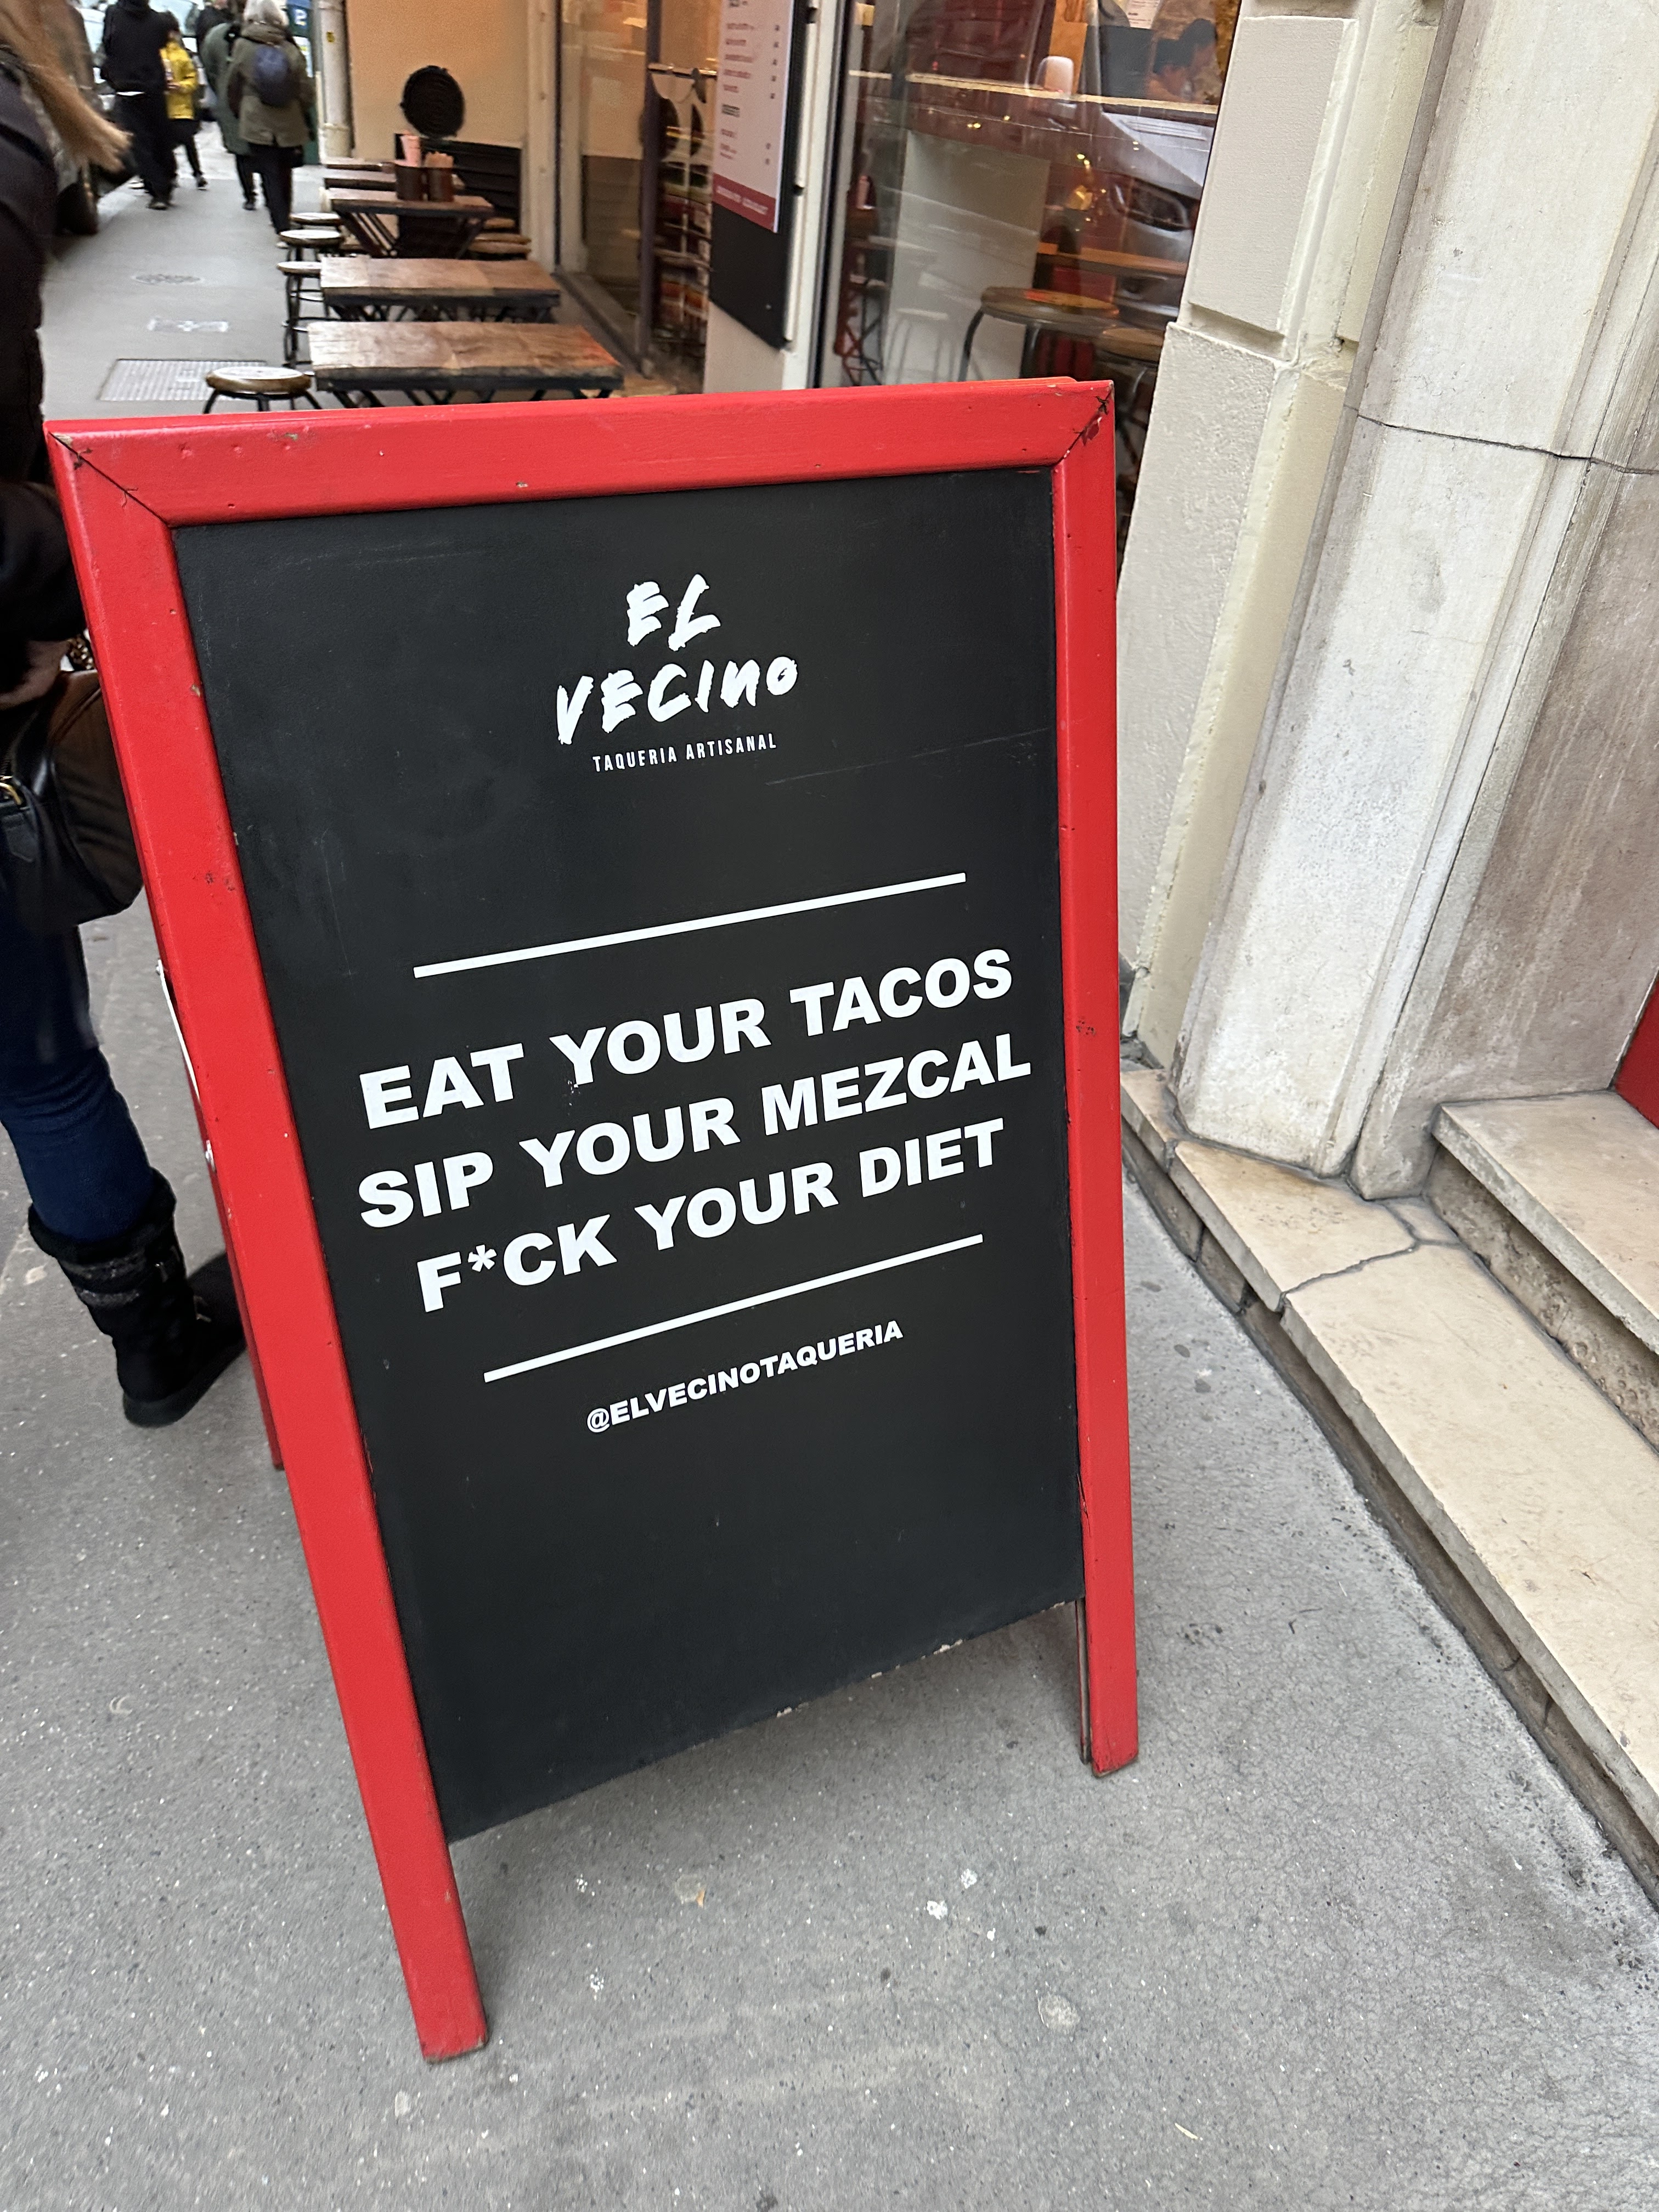 EL
VECINO
TAQUERIA ARTISANAL
EAT YOUR TACOS
SIP YOUR MEZCAL
F*CK YOUR DIET
@ELVECINOTAQUERIA